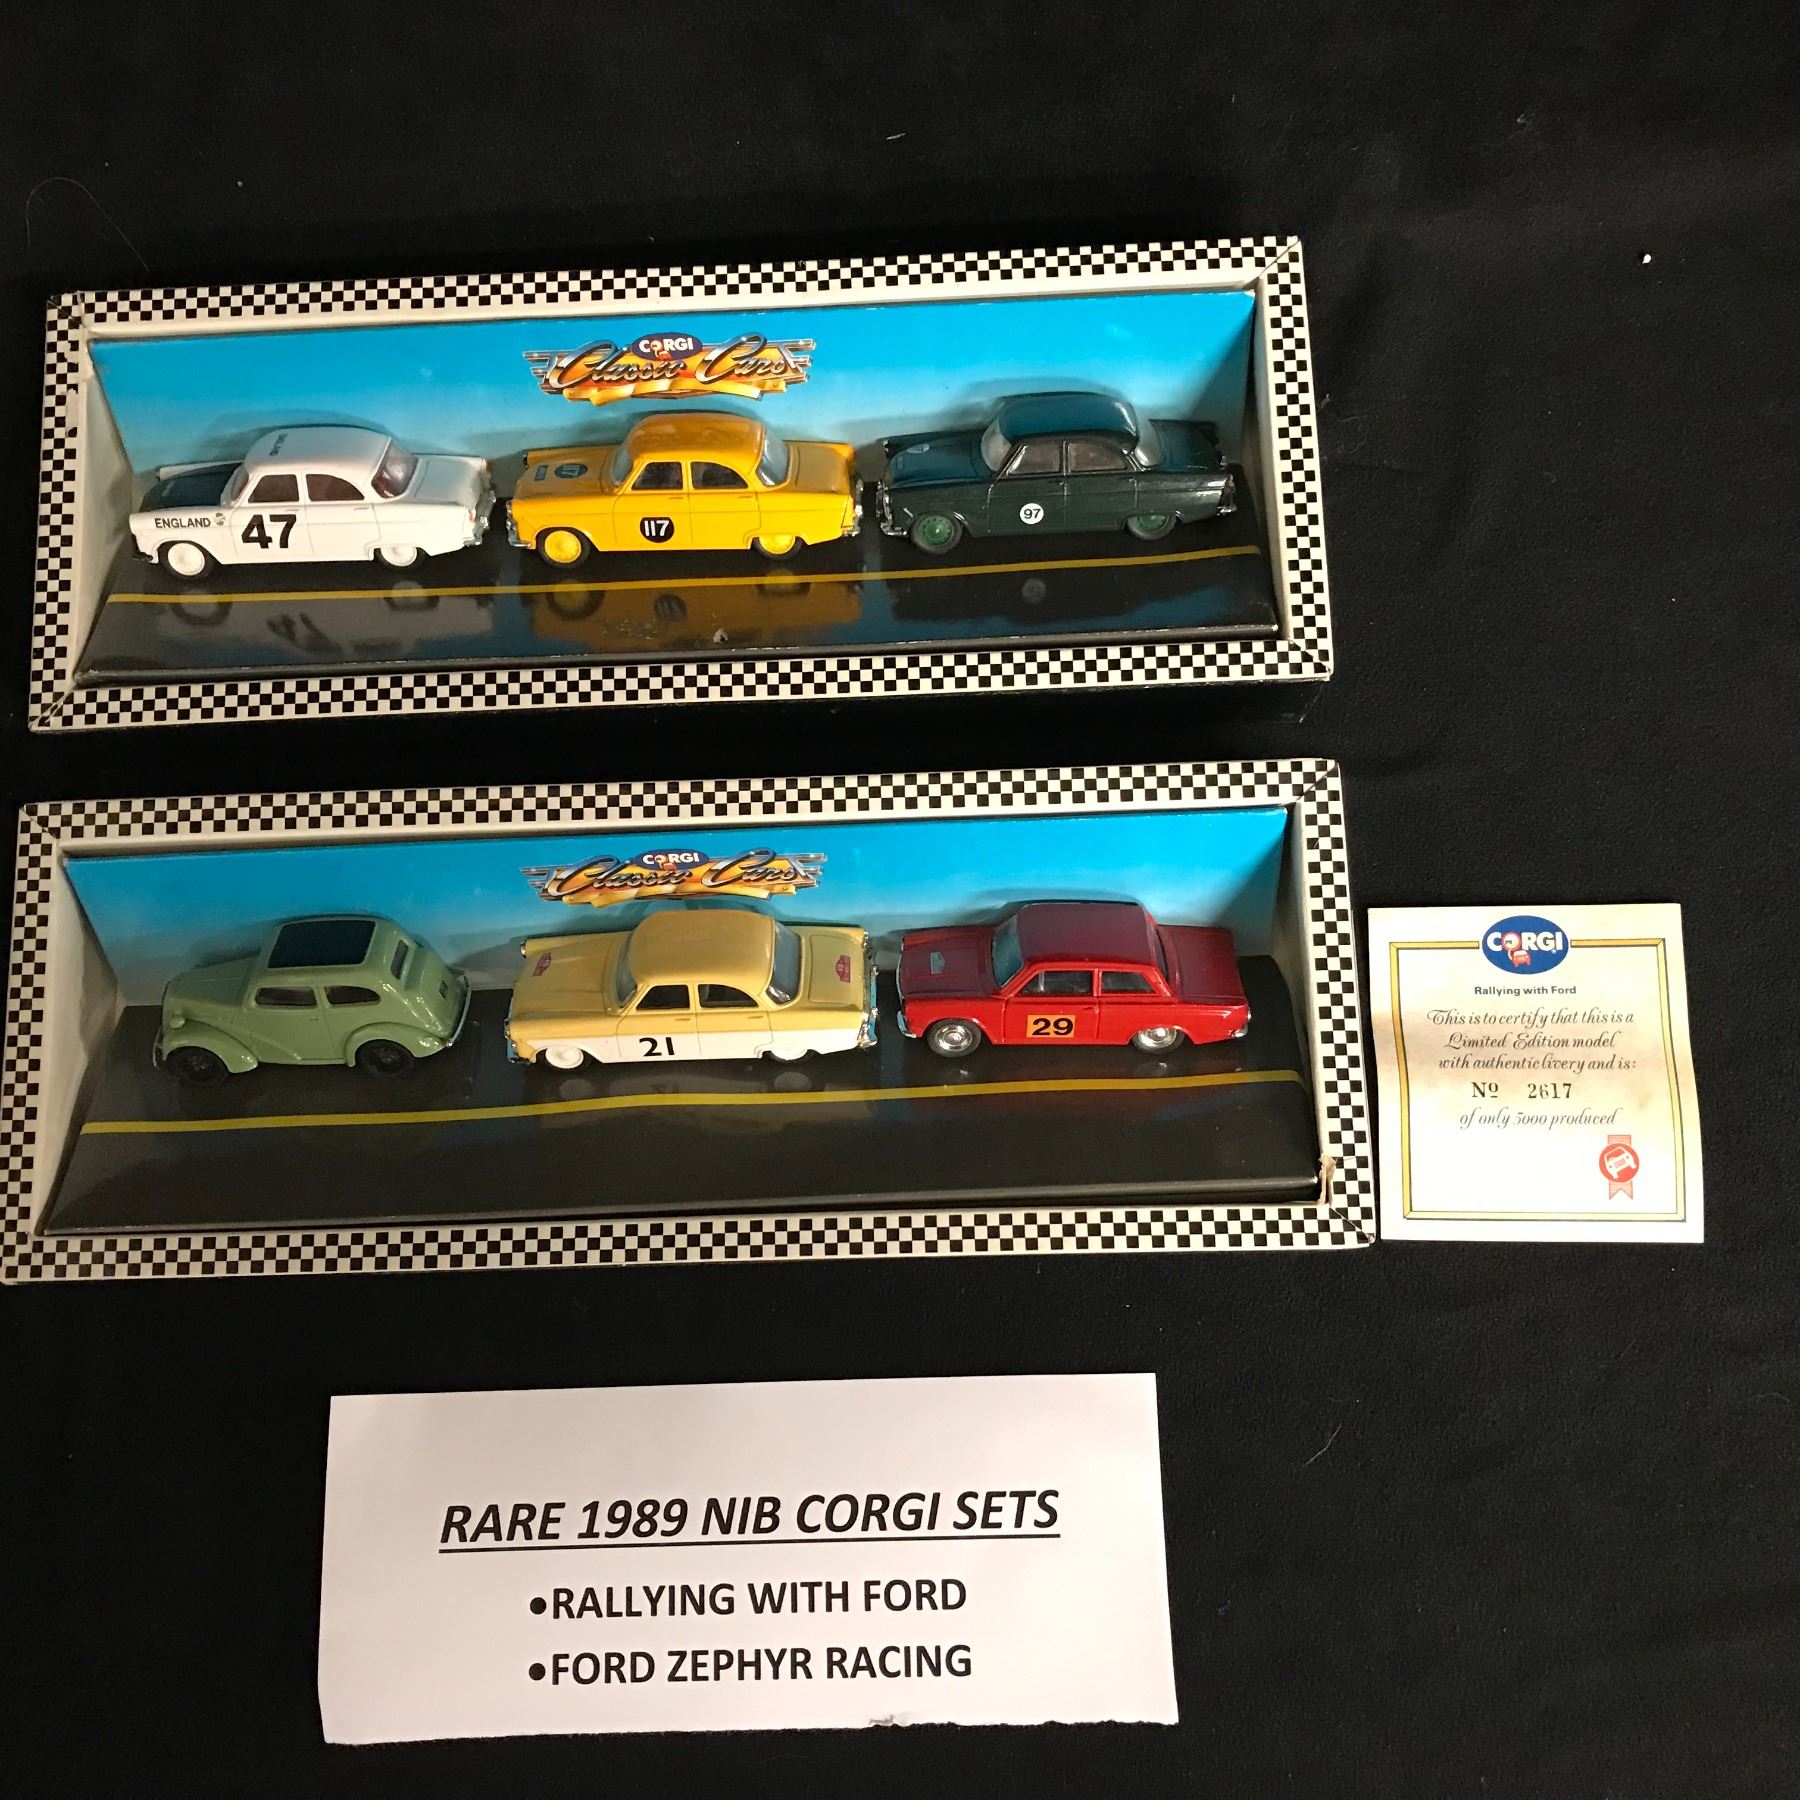 CORGI
Classic Cars
ENGLAND
47
117
117
97
CORGI
Classic Cars
21
29
CORGI
Rallying with Ford
This is to certify that this is a
Limited Edition model
with authentic livery and is:
Nº 2617
of only 5000 produced
RARE 1989 NIB CORGI SETS
•RALLYING WITH FORD
•FORD ZEPHYR RACING